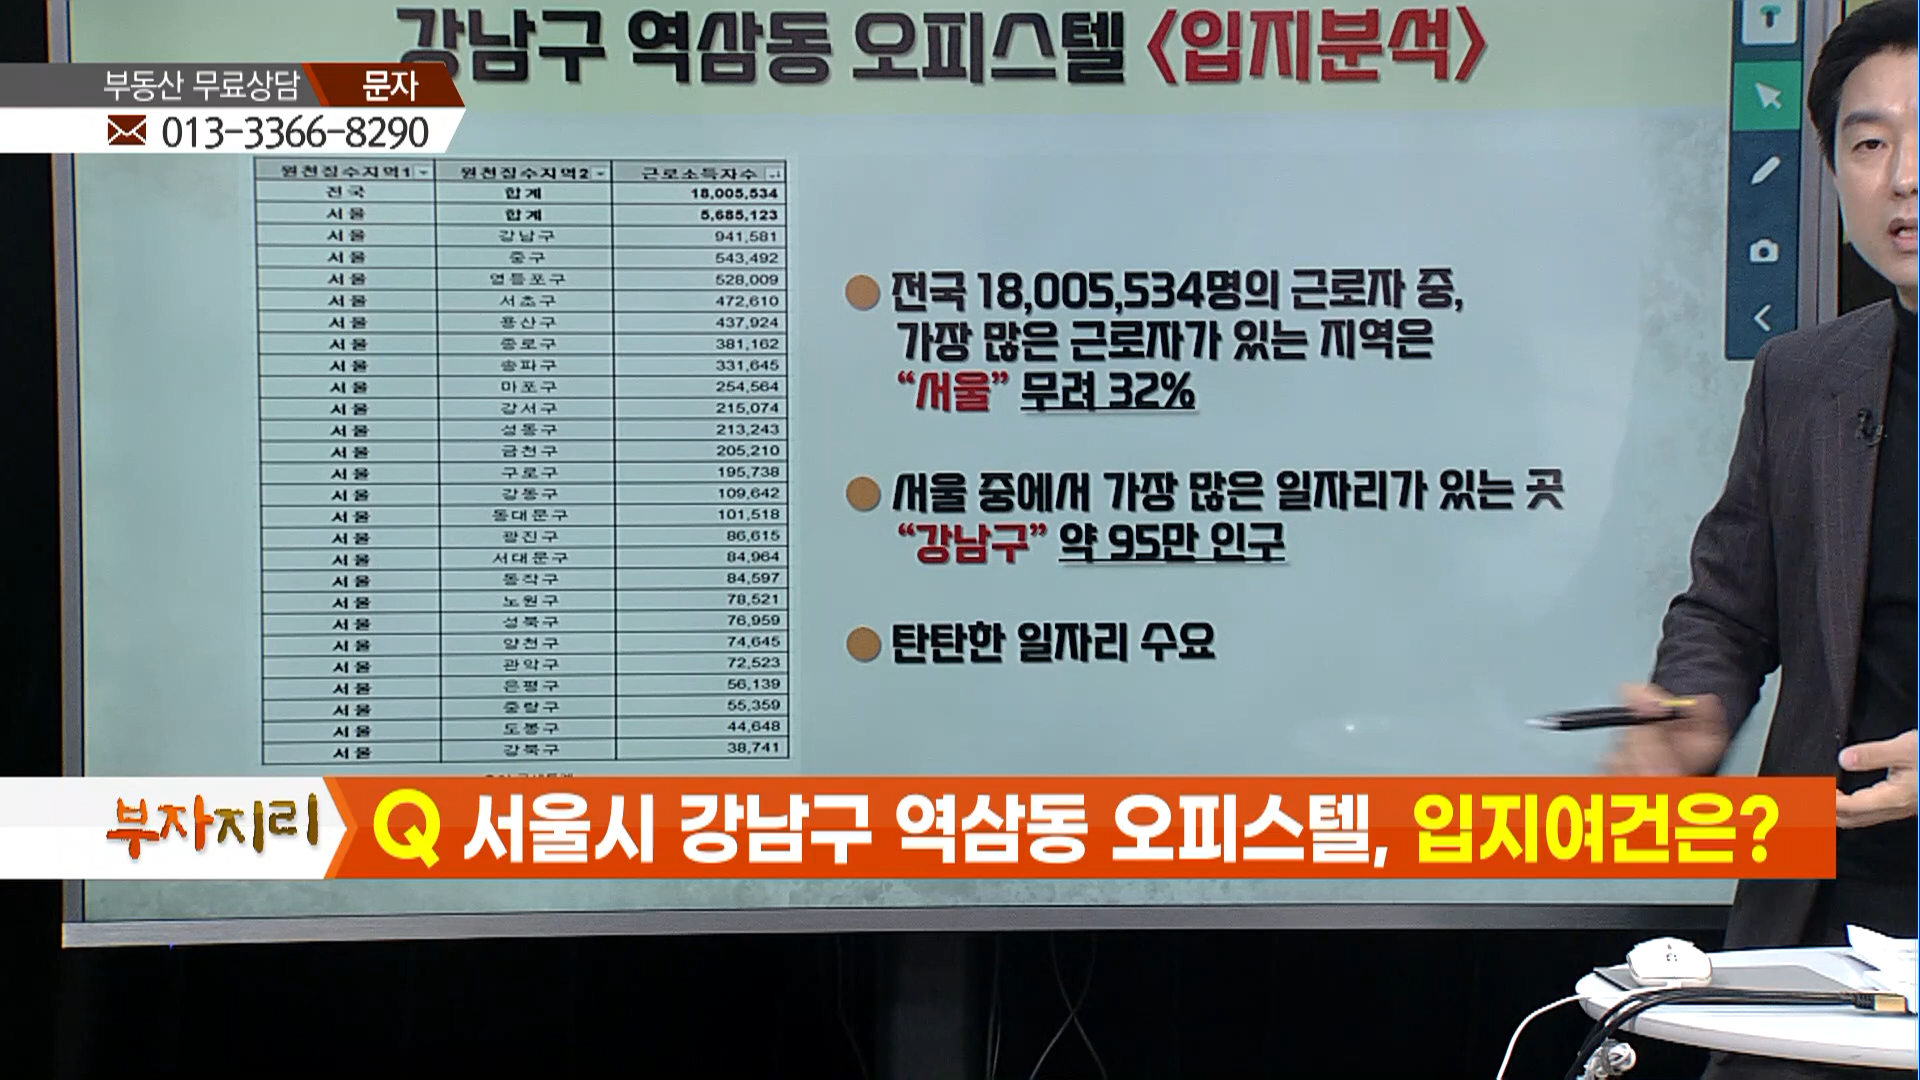 강남구 역삼동 오피스텔 <입지분석>
부동산 무료상담 문자
013-3366-8290
원천징수지역1 원천징수지역2 근로소득자수
전국 합계 18,005,534
서울 합계 5,685,123
서울 강남구 941,581
서울 중구 543,492
서울 영등포구 528,009
서울 서초구 472,610
서울 용산구 437,924
서울 종로구 381,162
서울 송파구 331,645
서울 마포구 254,564
서울 강서구 215,074
서울 성동구 213,243
서울 금천구 205,210
서울 구로구 195,738
서울 강동구 109,642
서울 동대문구 101,518
서울 광진구 86,615
서울 서대문구 84,964
서울 동작구 84,597
서울 노원구 78,521
서울 성북구 76,959
서울 양천구 74,645
서울 관악구 72,523
서울 은평구 56,139
서울 중랑구 55,359
서울 도봉구 44,648
서울 강북구 38,741
전국 18,005,534명의 근로자 중,
가장 많은 근로자가 있는 지역은
“서울” 무려 32%
서울 중에서 가장 많은 일자리가 있는 곳
“강남구” 약 95만 인구
탄탄한 일자리 수요
부자지리
Q 서울시 강남구 역삼동 오피스텔, 입지여건은?